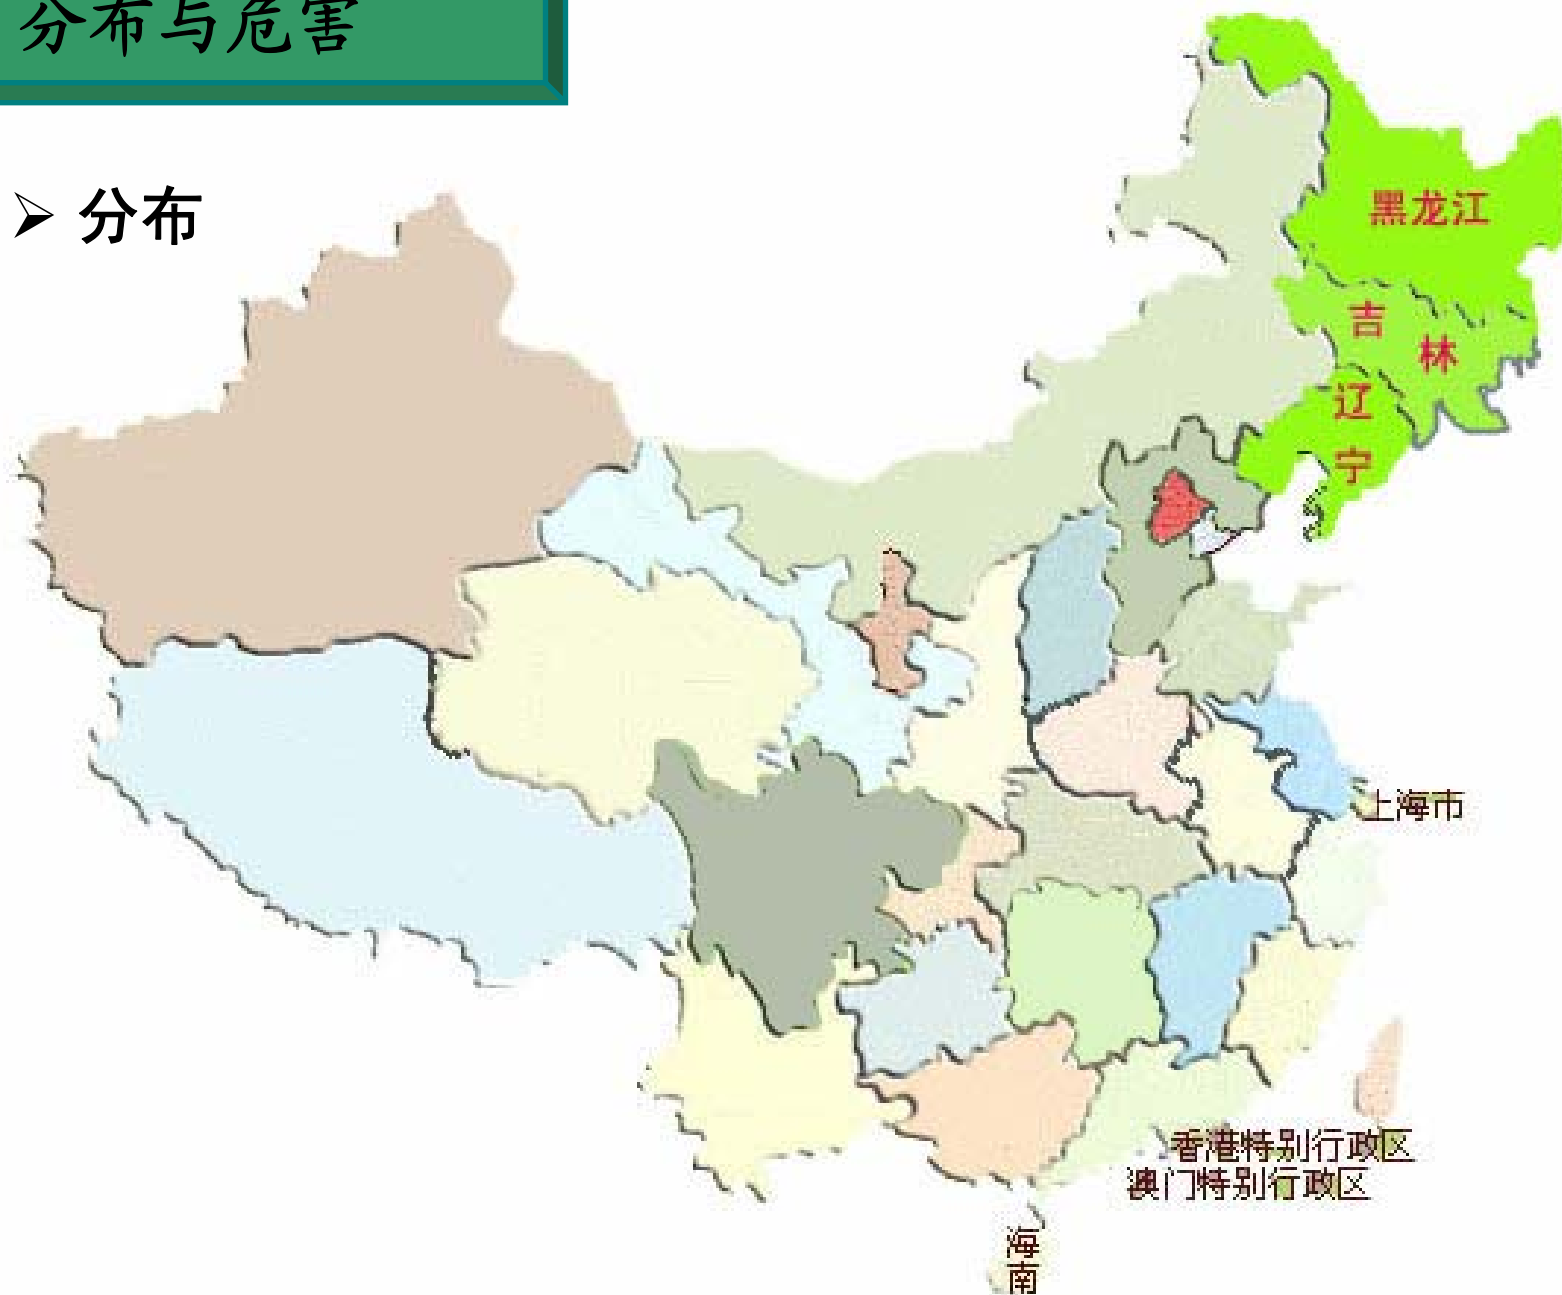 分布与危害
分布
黑龙江
吉林
辽宁
上海市
香港特别行政区
澳门特别行政区
海南